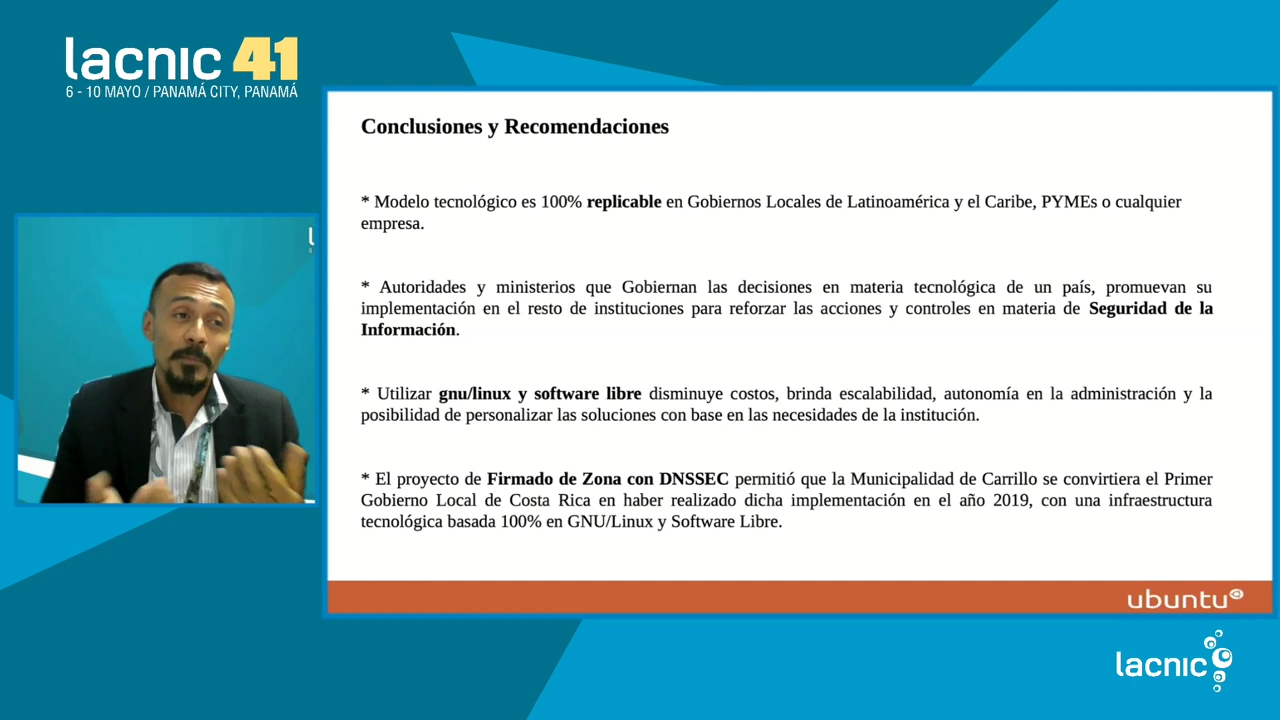 lacnic 41
6 - 10 MAYO / PANAMÁ CITY, PANAMÁ
Conclusiones y Recomendaciones
* Modelo tecnológico es 100% replicable en Gobiernos Locales de Latinoamérica y el Caribe, PYMEs o cualquier
empresa.
* Autoridades y ministerios que Gobiernan las decisiones en materia tecnológica de un país, promuevan su
implementación en el resto de instituciones para reforzar las acciones y controles en materia de Seguridad de la
Información.
* Utilizar gnu/linux y software libre disminuye costos, brinda escalabilidad, autonomía en la administración y la
posibilidad de personalizar las soluciones con base en las necesidades de la institución.
* El proyecto de Firmado de Zona con DNSSEC permitió que la Municipalidad de Carrillo se convirtiera el Primer
Gobierno Local de Costa Rica en haber realizado dicha implementación en el año 2019, con una infraestructura
tecnológica basada 100% en GNU/Linux y Software Libre.
ubuntu
lacnic